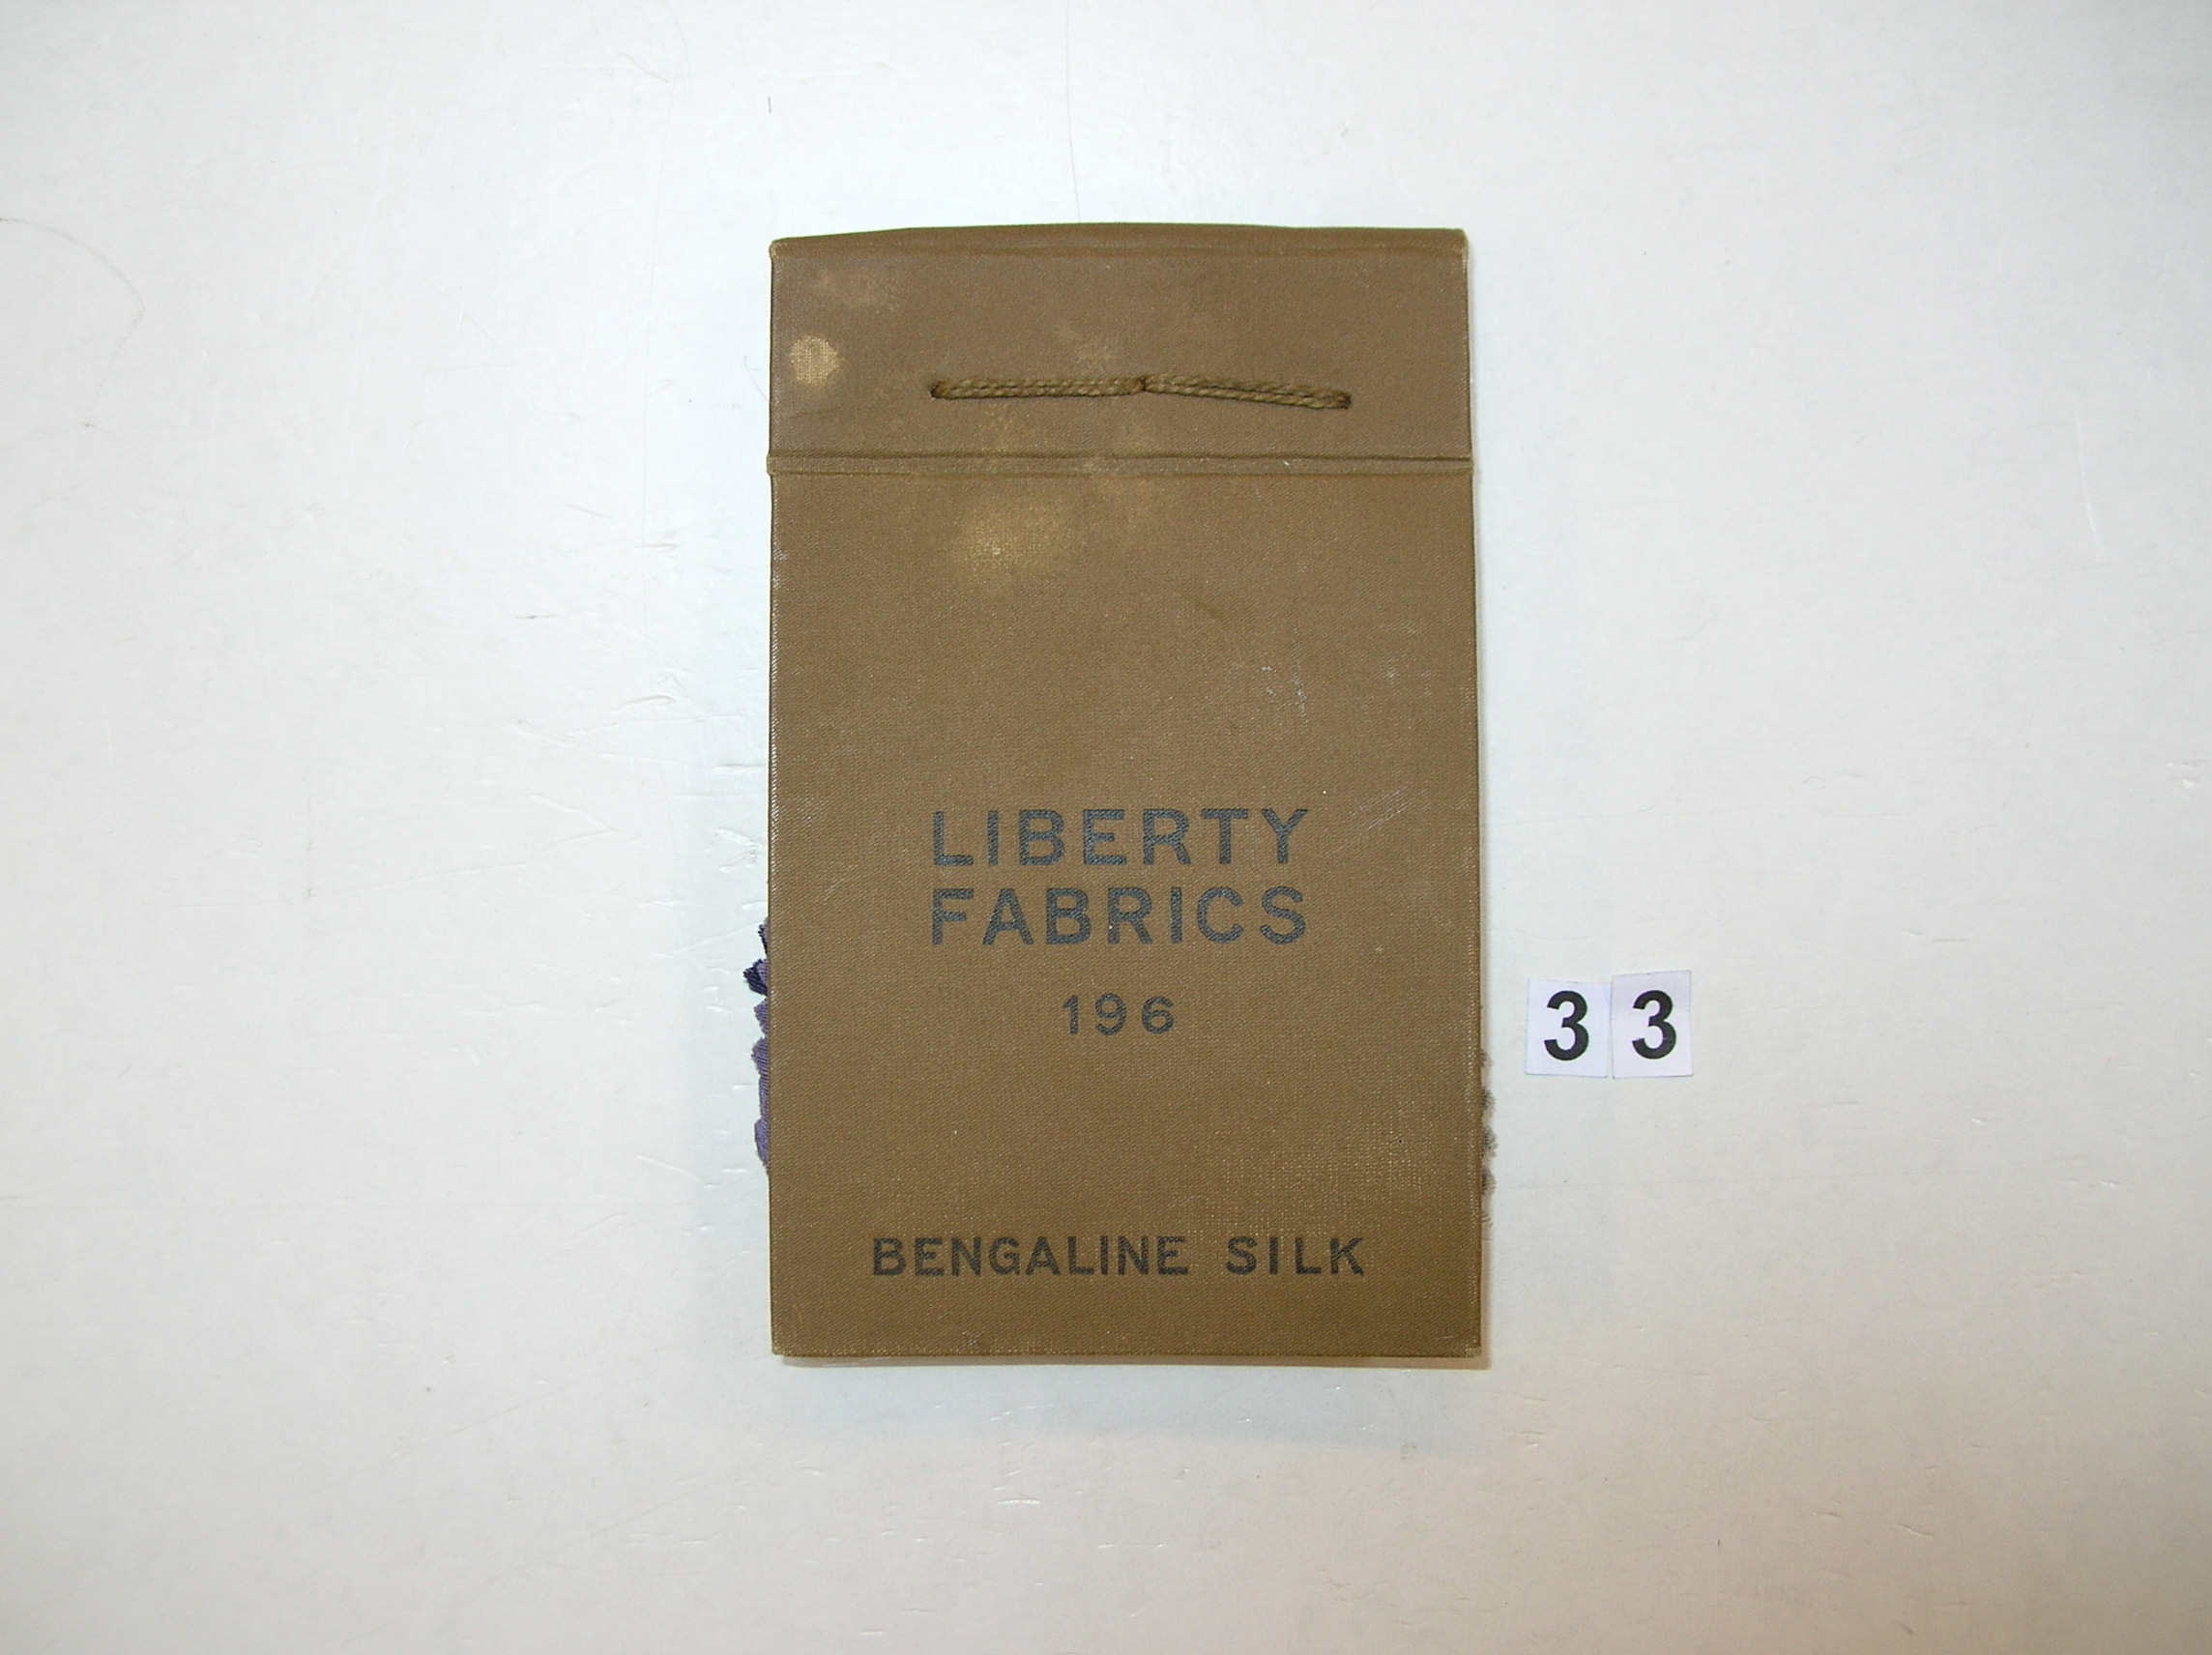 LIBERTY
FABRICS
196
33
BENGALINE SILK